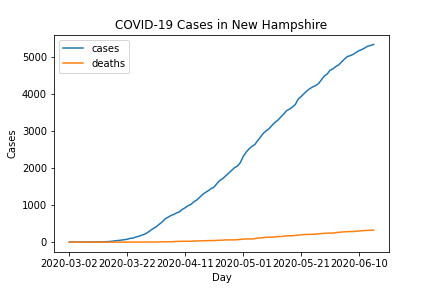 COVID-19 Cases in New Hampshire
cases
deaths
Cases
5000
4000
3000
2000
1000
0
2020-03-02 2020-03-22 2020-04-11 2020-05-01 2020-05-21 2020-06-10
Day